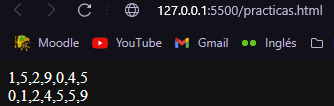 127.0.0.1:5500/practicas.html
Moodle YouTube Gmail Inglés
1,5,2,9,0,4,5
0,1,2,4,5,5,9